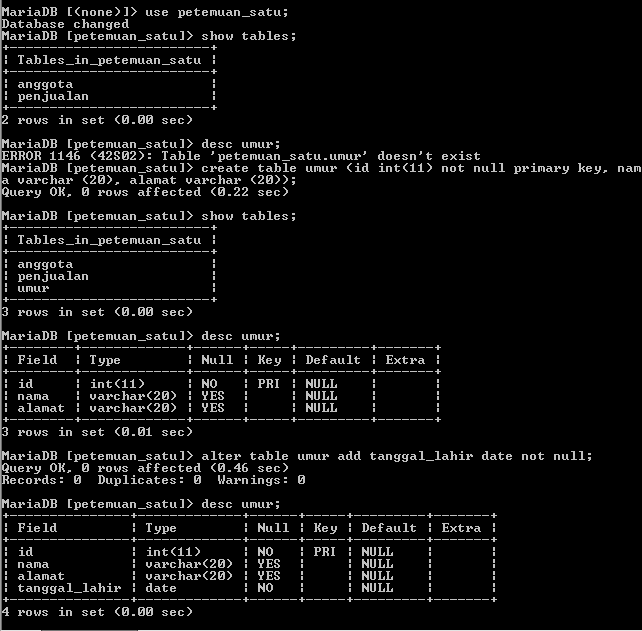 MariaDB [(none)]> use petemuan_satu;
Database changed
MariaDB [petemuan_satu]> show tables;
+-------------------------+
| Tables_in_petemuan_satu |
+-------------------------+
| anggota                 |
| penjualan               |
+-------------------------+
2 rows in set (0.00 sec)
MariaDB [petemuan_satu]> desc umur;
ERROR 1146 (42S02): Table 'petemuan_satu.umur' doesn't exist
MariaDB [petemuan_satu]> create table umur (id int(11) not null primary key, nam
a varchar (20), alamat varchar (20));
Query OK, 0 rows affected (0.22 sec)
MariaDB [petemuan_satu]> show tables;
+-------------------------+
| Tables_in_petemuan_satu |
+-------------------------+
| anggota                 |
| penjualan               |
| umur                    |
+-------------------------+
3 rows in set (0.00 sec)
MariaDB [petemuan_satu]> desc umur;
+--------+-------------+------+-----+---------+-------+
| Field  | Type        | Null | Key | Default | Extra |
+--------+-------------+------+-----+---------+-------+
| id     | int(11)     | NO   | PRI | NULL    |       |
| nama   | varchar(20) | YES  |     | NULL    |       |
| alamat | varchar(20) | YES  |     | NULL    |       |
+--------+-------------+------+-----+---------+-------+
3 rows in set (0.01 sec)
MariaDB [petemuan_satu]> alter table umur add tanggal_lahir date not null;
Query OK, 0 rows affected (0.46 sec)
Records: 0  Duplicates: 0  Warnings: 0
MariaDB [petemuan_satu]> desc umur;
+---------------+-------------+------+-----+---------+-------+
| Field         | Type        | Null | Key | Default | Extra |
+---------------+-------------+------+-----+---------+-------+
| id            | int(11)     | NO   | PRI | NULL    |       |
| nama          | varchar(20) | YES  |     | NULL    |       |
| alamat        | varchar(20) | YES  |     | NULL    |       |
| tanggal_lahir | date        | NO   |     | NULL    |       |
+---------------+-------------+------+-----+---------+-------+
4 rows in set (0.00 sec)